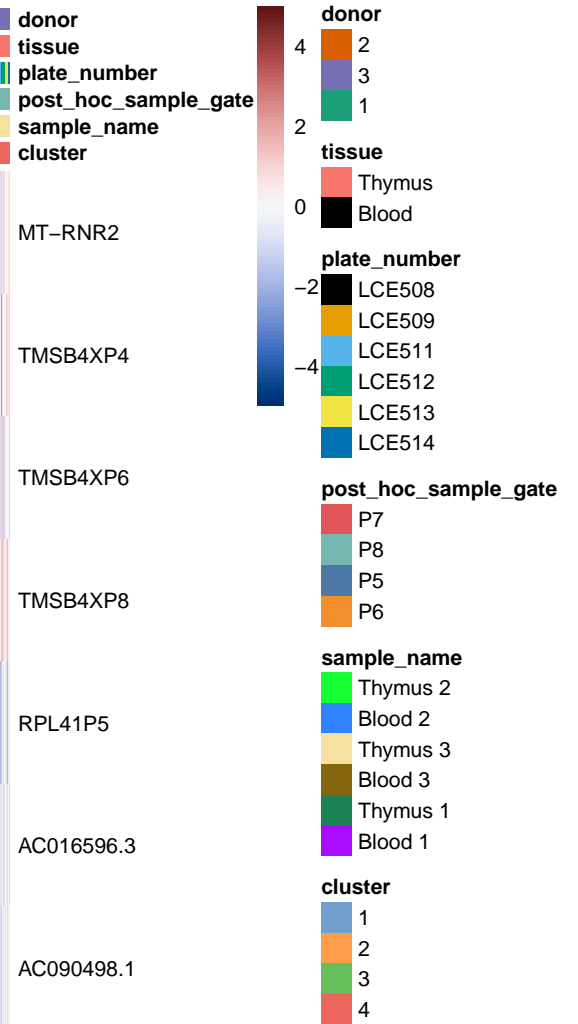 donor
tissue
plate_number
post_hoc_sample_gate
sample_name
cluster
MT−RNR2
TMSB4XP4
TMSB4XP6
TMSB4XP8
RPL41P5
AC016596.3
AC090498.1
4
2
0
−2
−4
donor
2
3
1
tissue
Thymus
Blood
plate_number
LCE508
LCE509
LCE511
LCE512
LCE513
LCE514
post_hoc_sample_gate
P7
P8
P5
P6
sample_name
Thymus 2
Blood 2
Thymus 3
Blood 3
Thymus 1
Blood 1
cluster
1
2
3
4